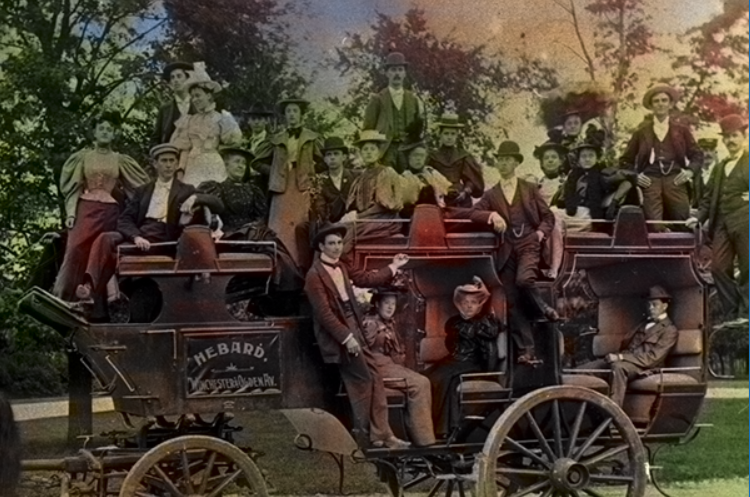 HEBARD.
WINCHESTER & OGDEN AV.